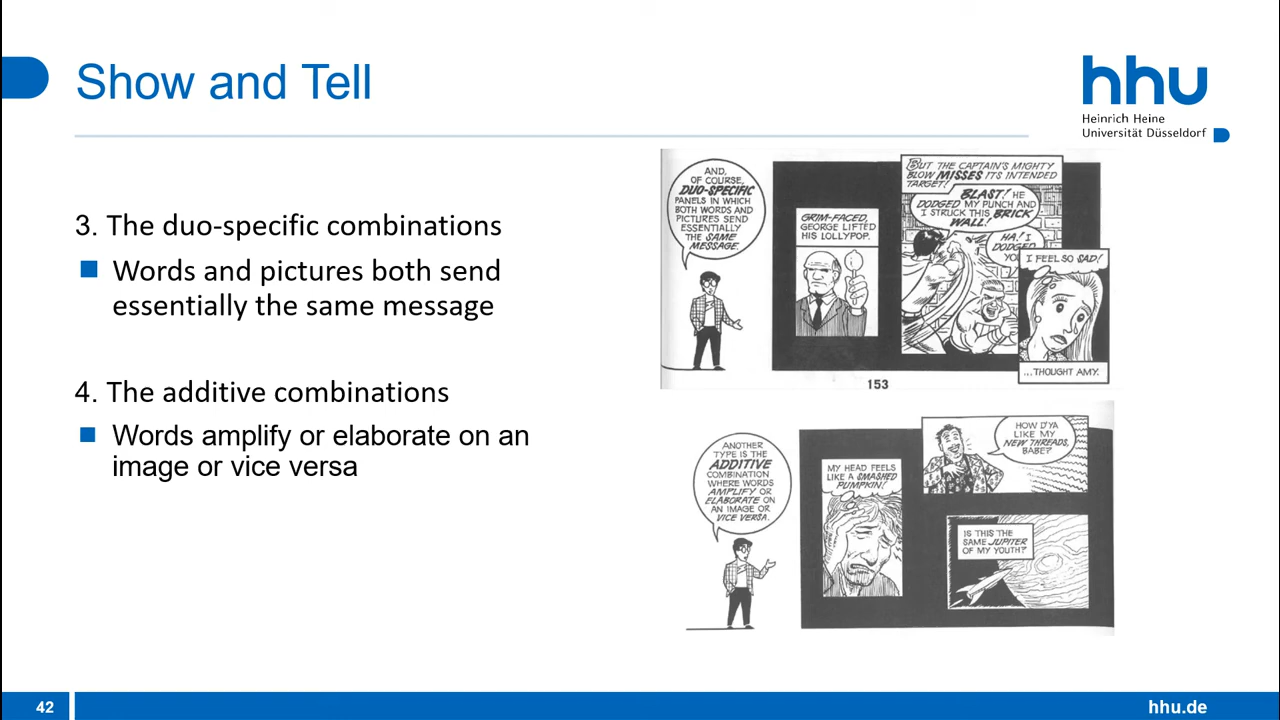 Show and Tell
hhu
Heinrich Heine
Universität Düsseldorf
3. The duo-specific combinations
Words and pictures both send
essentially the same message
4. The additive combinations
Words amplify or elaborate on an
image or vice versa
AND,
OF COURSE,
DUO-SPECIFIC
PANELS IN WHICH
BOTH WORDS AND
PICTURES SEND
ESSENTIALLY
THE SAME
MESSAGE.
GRIM-FACED,
GEORGE LIFTED
HIS LOLLYPOP.
BUT THE CAPTAIN'S MIGHTY
BLOW MISSES ITS INTENDED
TARGET!
BLAST! HE
DODGED MY PUNCH AND
I STRUCK THIS BRICK
WALL!
HA! I
DODGED
I FEEL SO SAD!
...THOUGHT AMY.
153
ANOTHER
TYPE IS THE
ADDITIVE
COMBINATION
WHERE WORDS
AMPLIFY OR
ELABORATE ON
AN IMAGE OR
VICE VERSA.
MY HEAD FEELS
LIKE A SMASHED
PUMPKIN!
HOW D'YA
LIKE MY
NEW THREADS,
BABE?
IS THIS THE
SAME JUPITER
OF MY YOUTH?
42
hhu.de